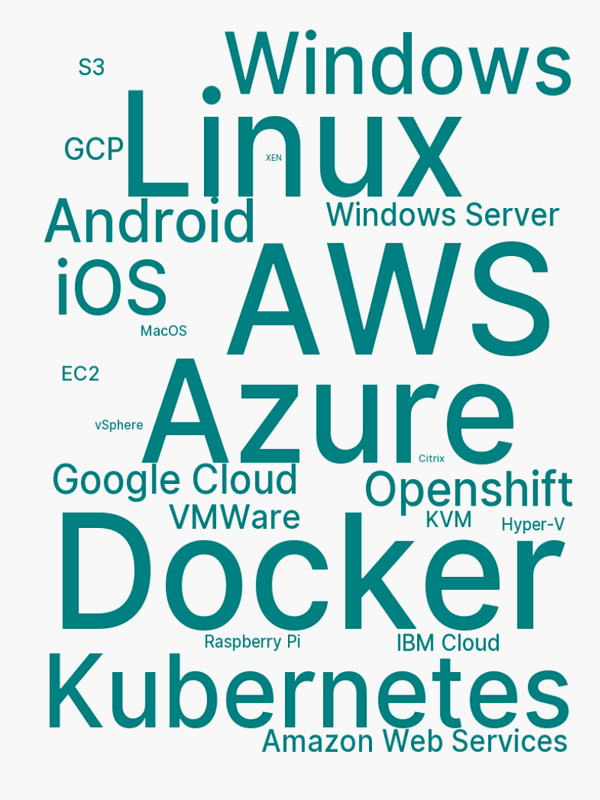 Windows
S3
Linux
GCP
XEN
Android
Windows Server
iOS
AWS
MacOS
EC2
Azure
vSphere
Citrix
Google Cloud
Openshift
VMWare
KVM
Hyper-V
Docker
Raspberry Pi
IBM Cloud
Kubernetes
Amazon Web Services